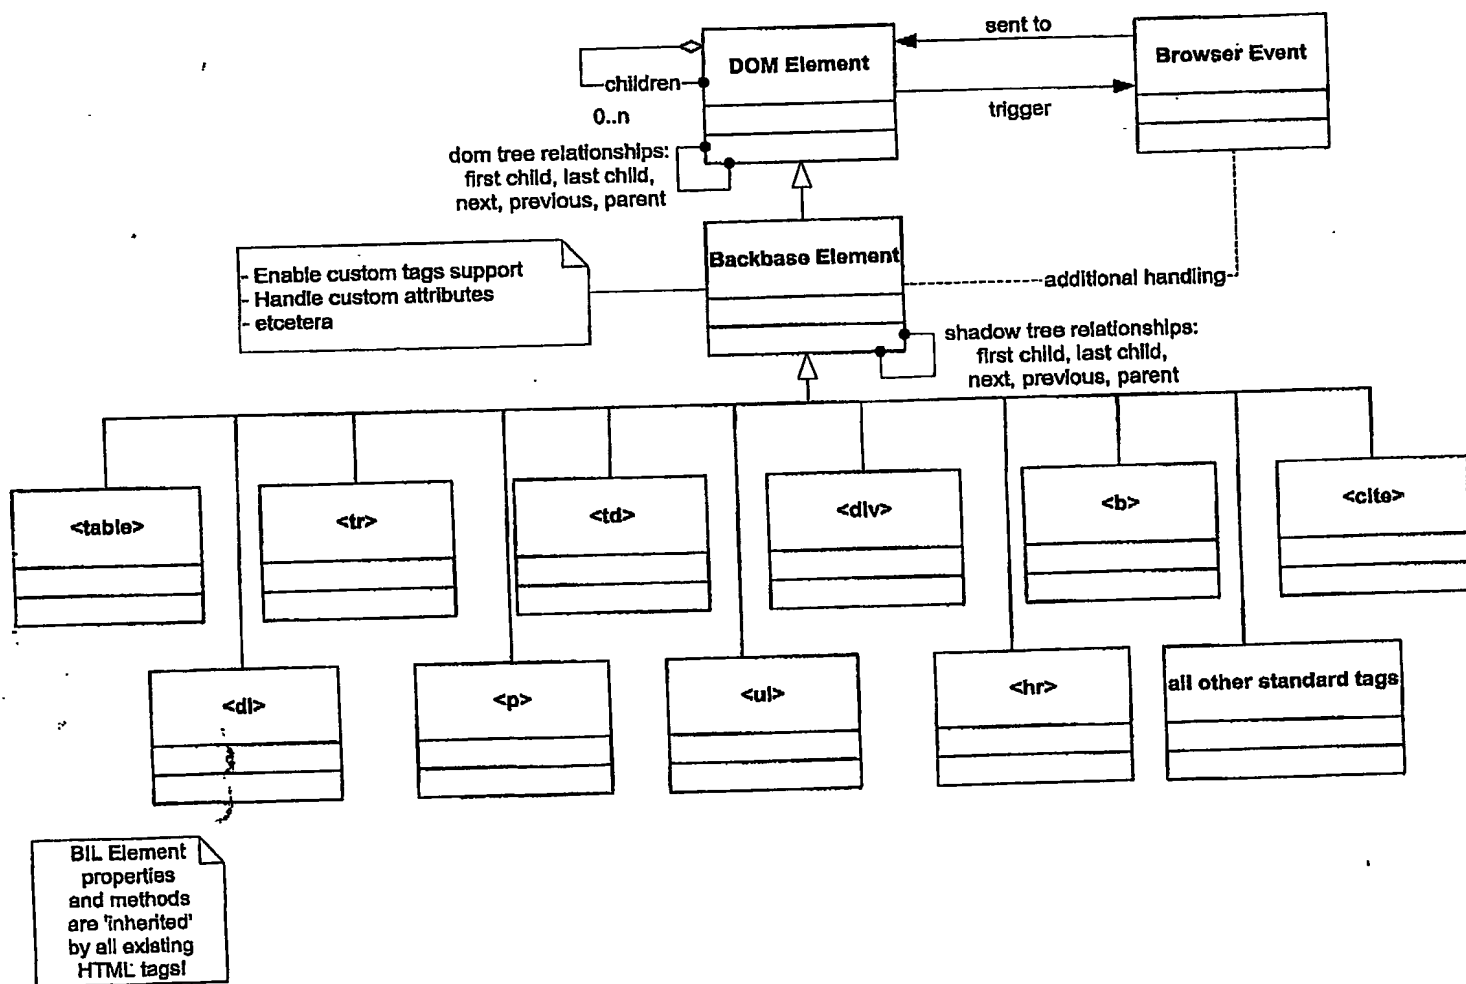 sent to
DOM Element
Browser Event
children
0..n
trigger
dom tree relationships:
first child, last child,
next, previous, parent
Backbase Element
- Enable custom tags support
- Handle custom attributes
- etcetera
additional handling
shadow tree relationships:
first child, last child,
next, previous, parent
<table>
<tr>
<td>
<div>
<b>
<cite>
<dl>
<p>
<ul>
<hr>
all other standard tags
BIL Element
properties
and methods
are 'inherited'
by all existing
HTML tags!